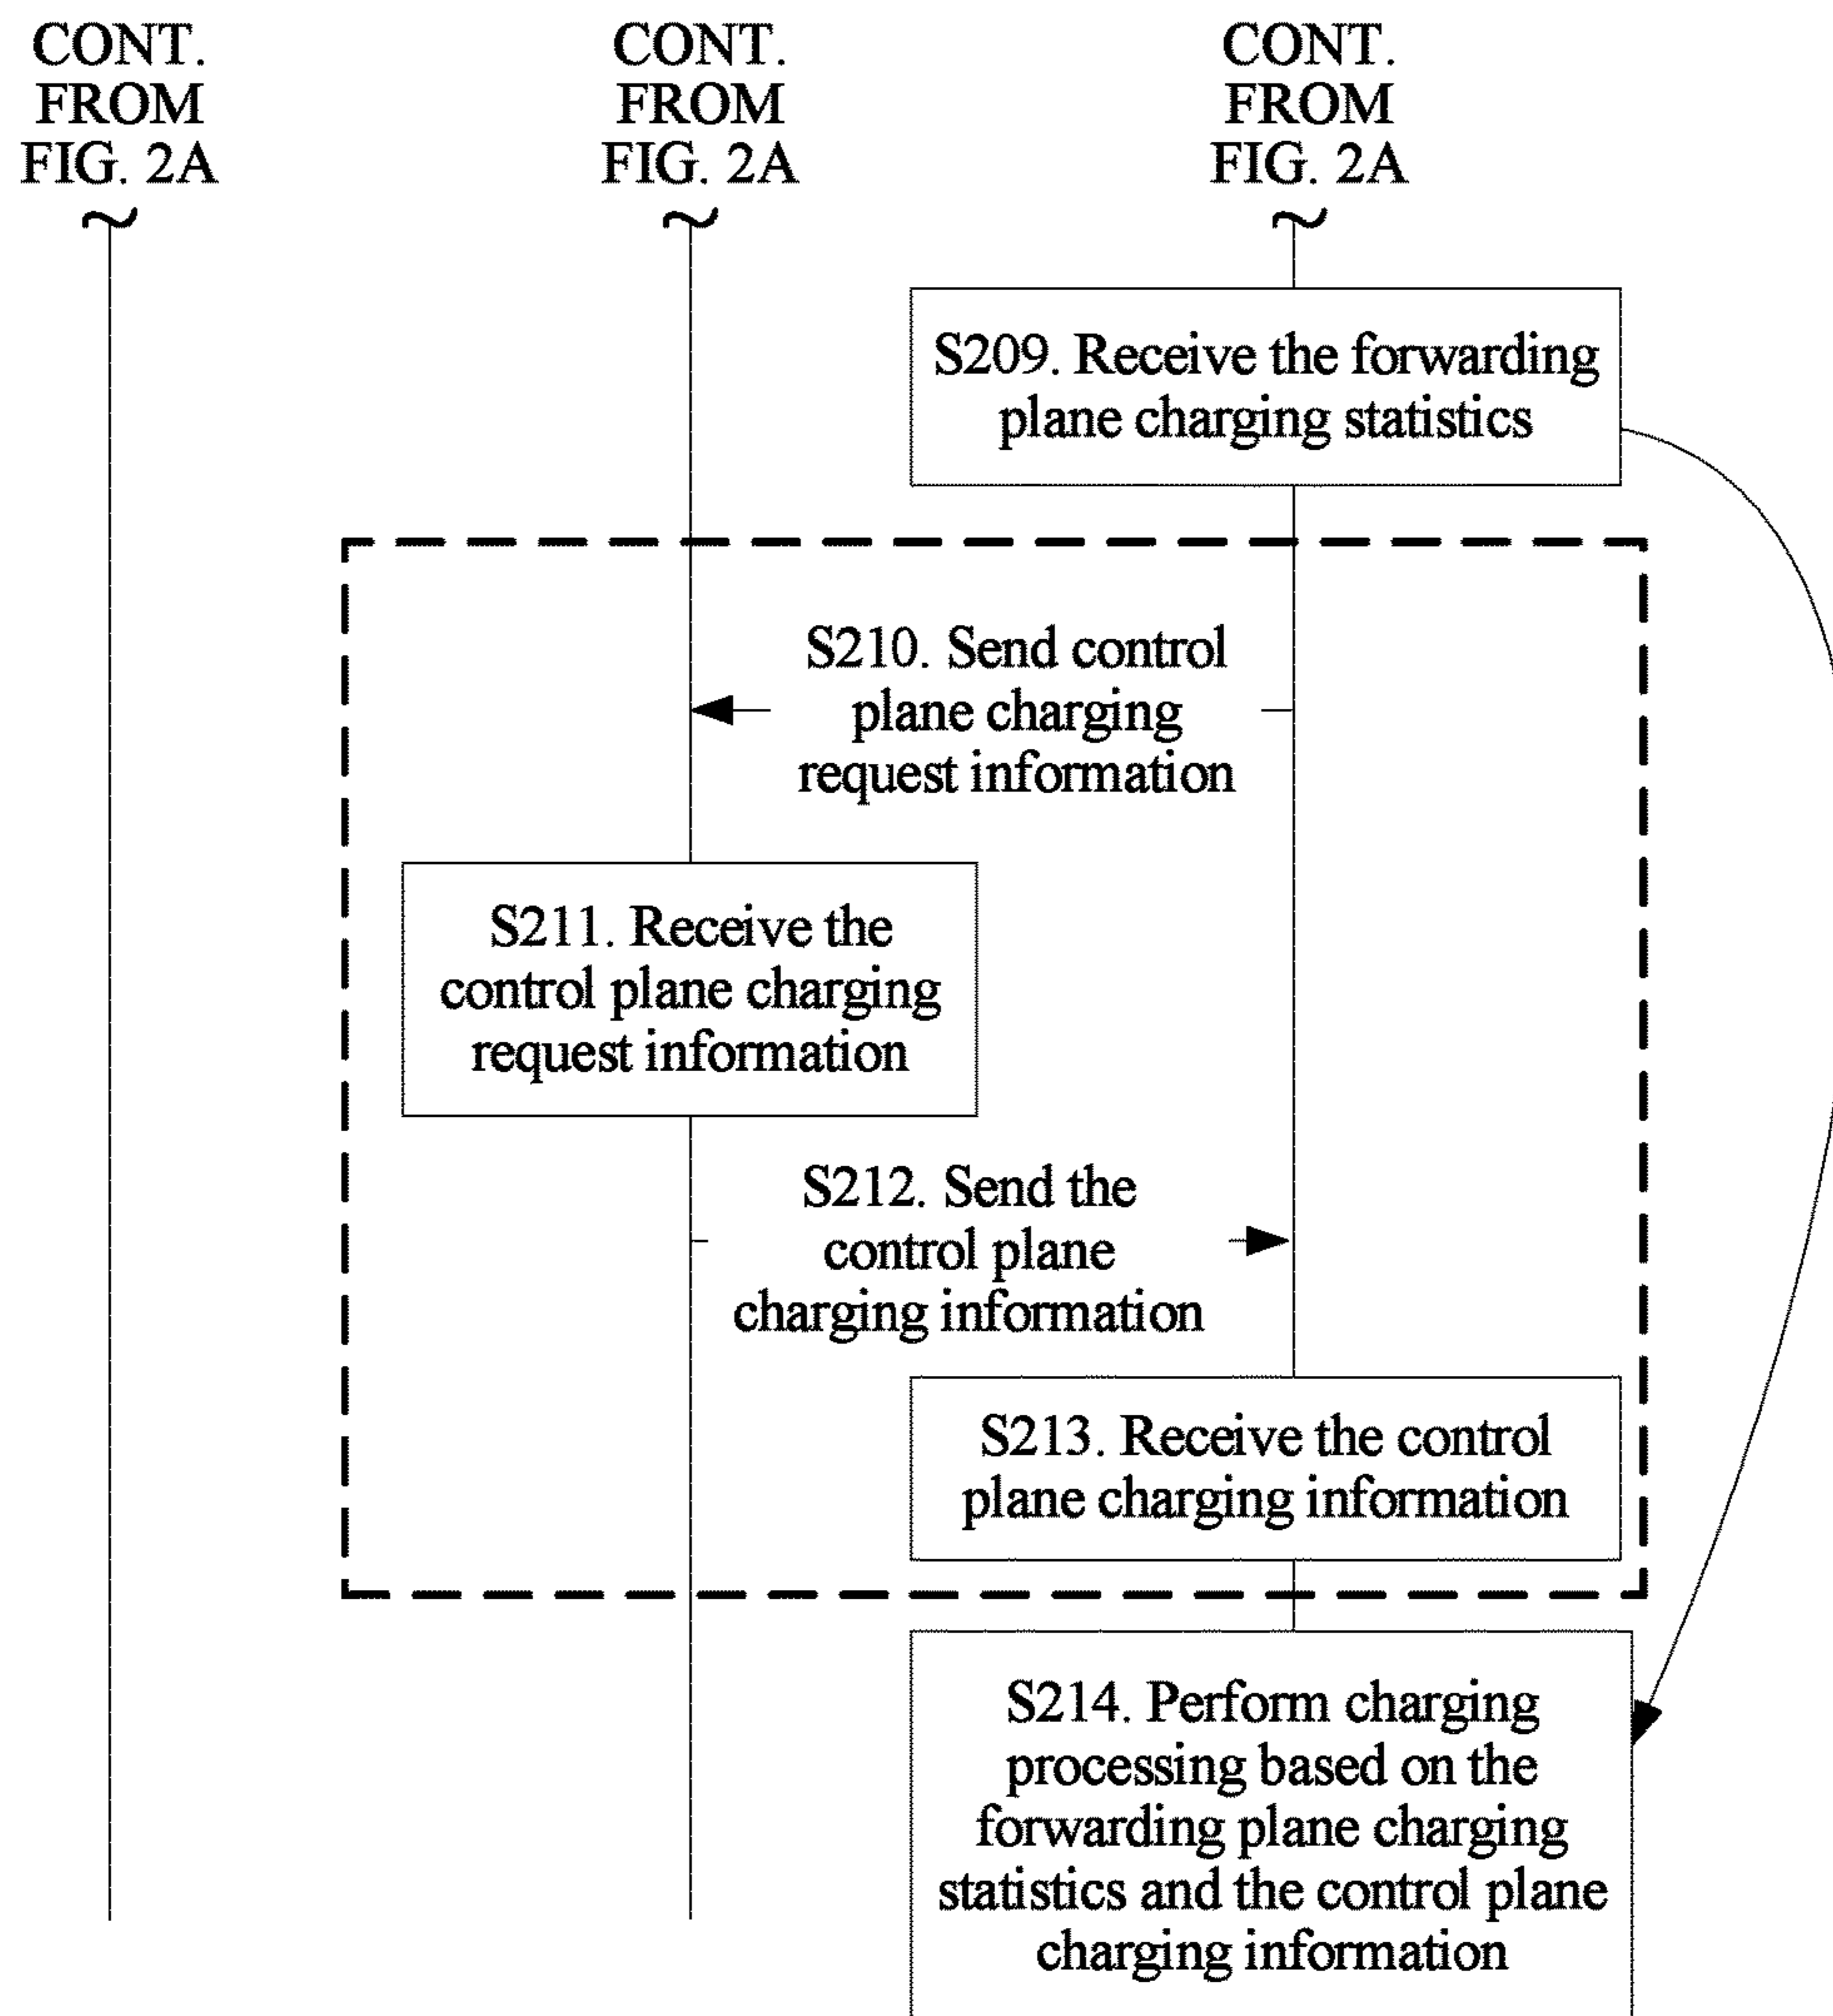 CONT.
FROM
FIG. 2A
CONT.
FROM
FIG. 2A
CONT.
FROM
FIG. 2A
S209. Receive the forwarding
plane charging statistics
S210. Send control
plane charging
request information
S211. Receive the
control plane charging
request information
S212. Send the
control plane
charging information
S213. Receive the control
plane charging information
S214. Perform charging
processing based on the
forwarding plane charging
statistics and the control plane
charging information